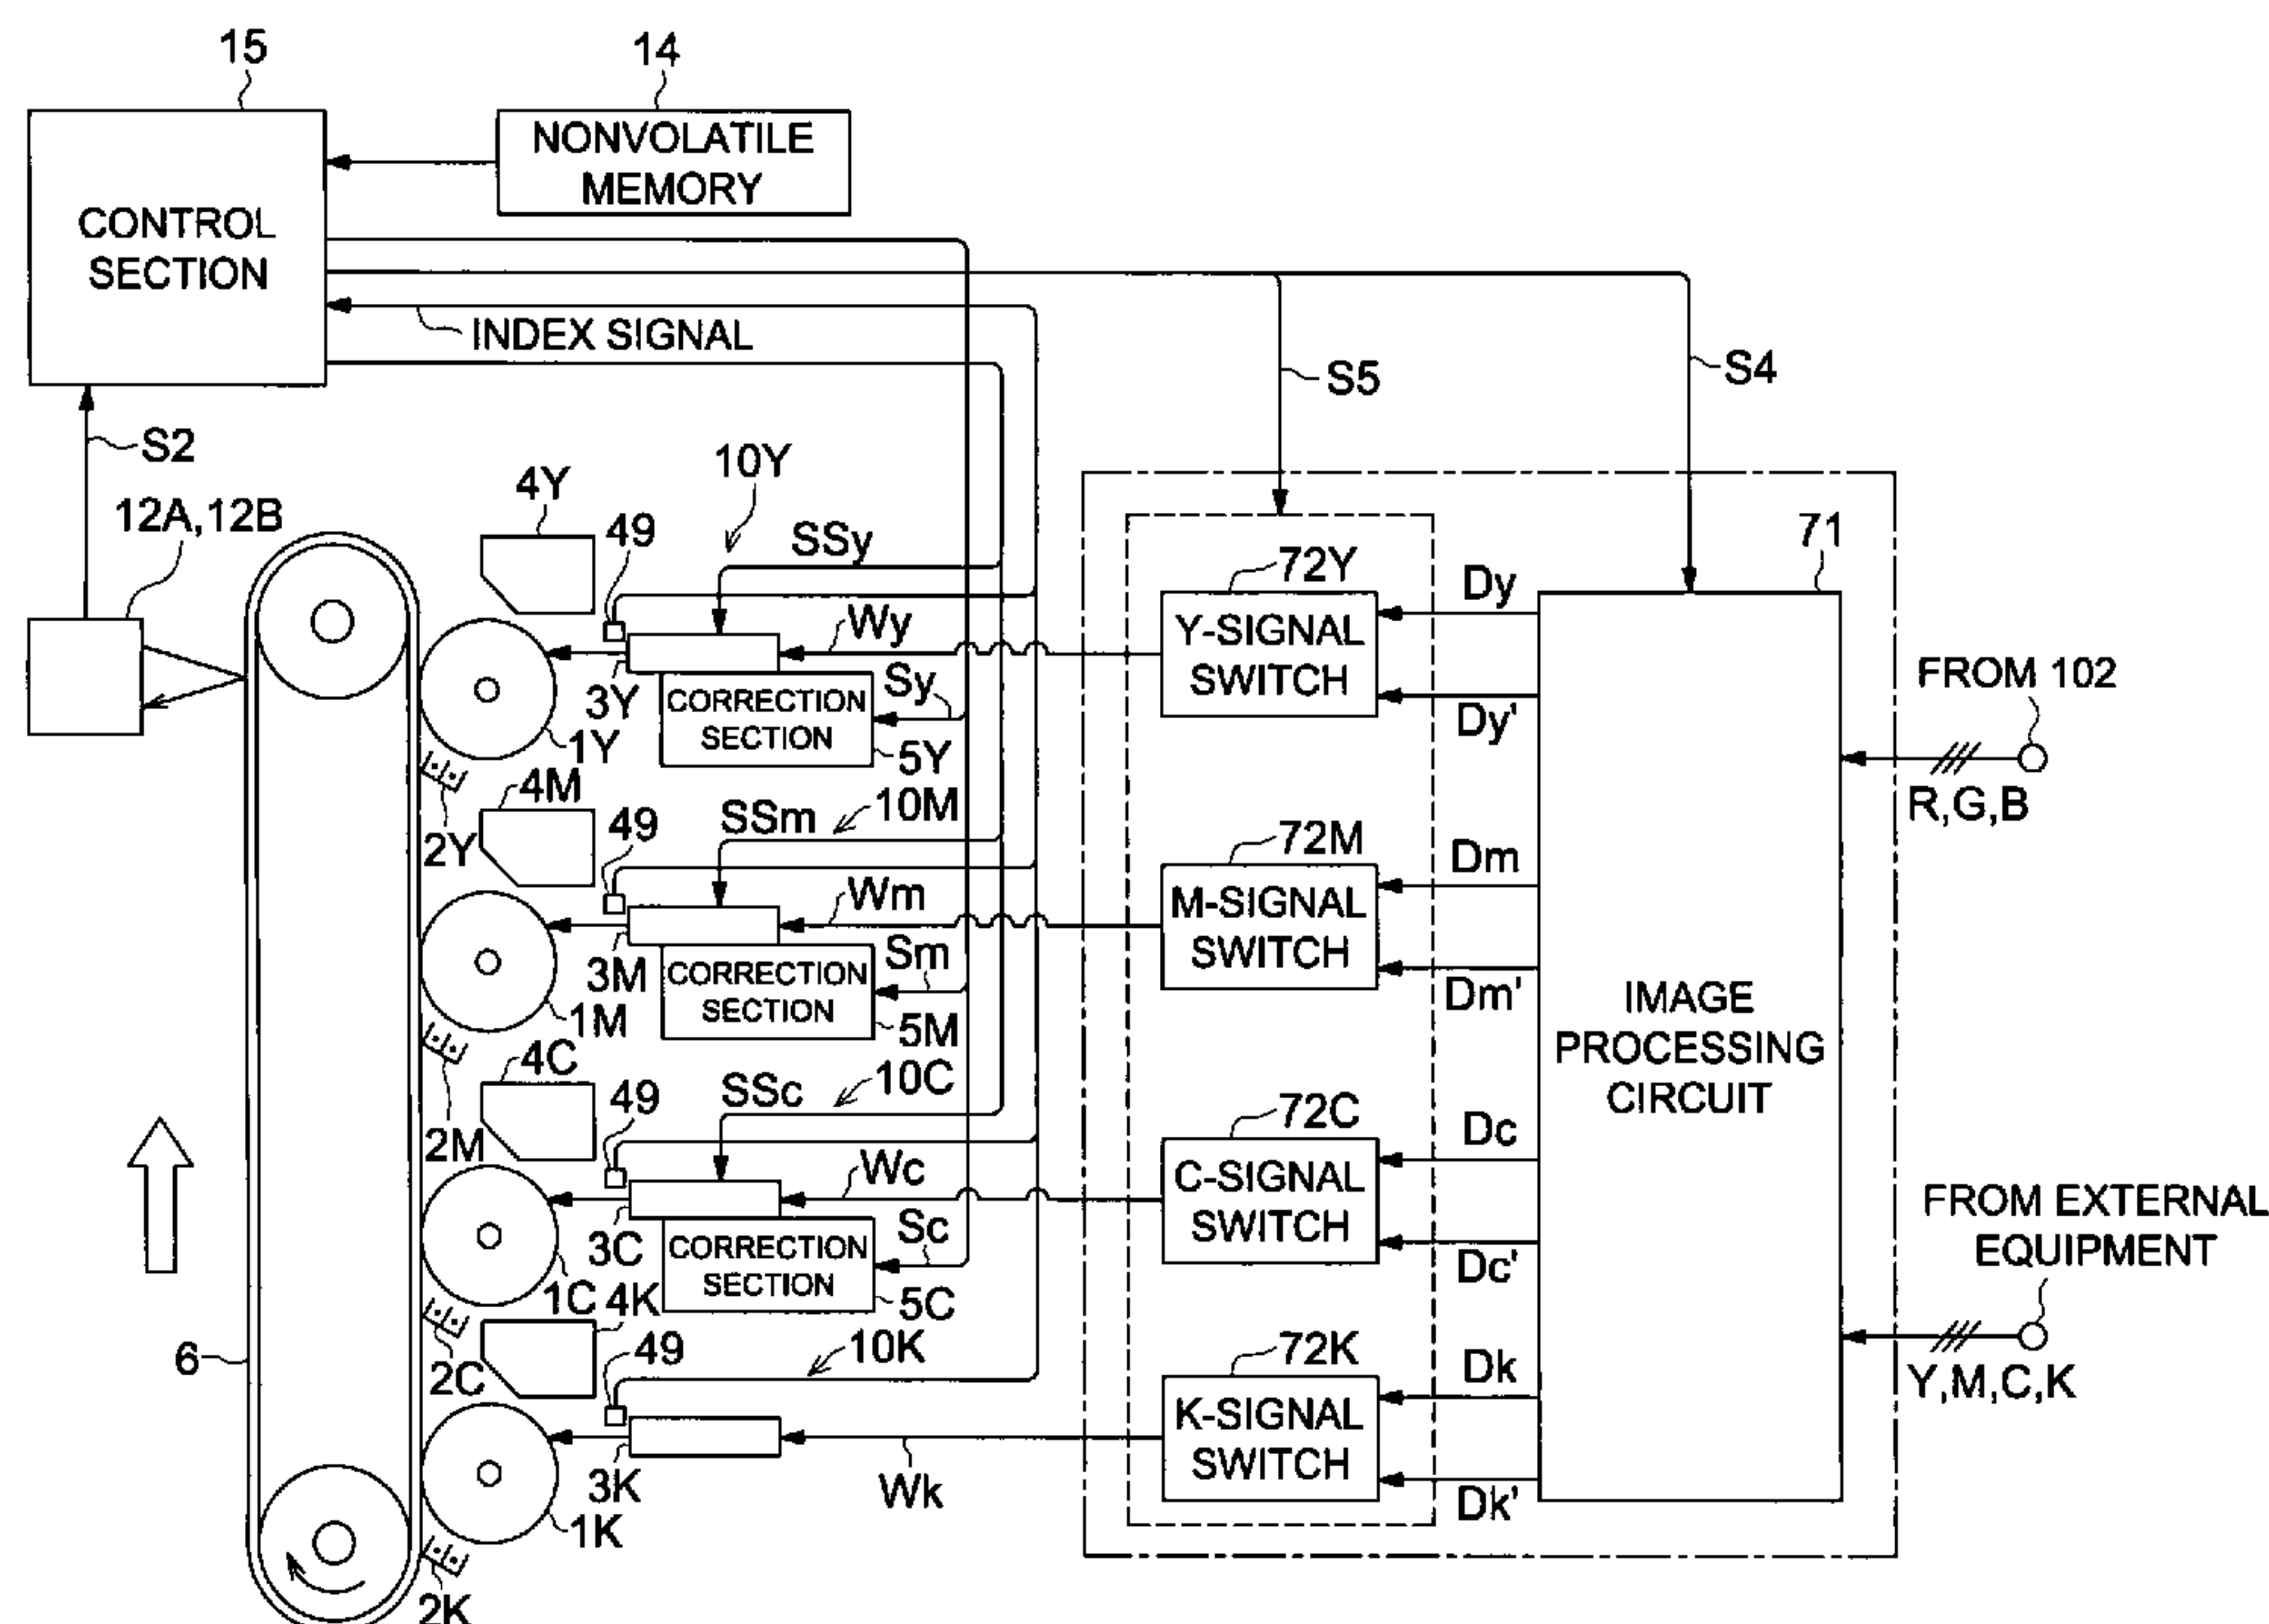 15
14
NONVOLATILE
MEMORY
CONTROL
SECTION
INDEX SIGNAL
S5
S4
S2
12A,12B
4Y
49
10Y
SSy
72Y
71
Dy
Wy
Y-SIGNAL
SWITCH
FROM 102
3Y
CORRECTION
SECTION
Sy
Dy'
1Y
5Y
4M
49
SSm
10M
R,G,B
2Y
72M
Dm
Wm
M-SIGNAL
SWITCH
3M
CORRECTION
SECTION
Sm
Dm'
IMAGE
PROCESSING
CIRCUIT
1M
5M
4C
49
SSc
10C
2M
72C
Dc
Wc
C-SIGNAL
SWITCH
FROM EXTERNAL
EQUIPMENT
3C
CORRECTION
SECTION
Sc
Dc'
1C
4K
5C
6
2C
49
10K
72K
Dk
Y,M,C,K
K-SIGNAL
SWITCH
3K
Wk
Dk'
1K
2K